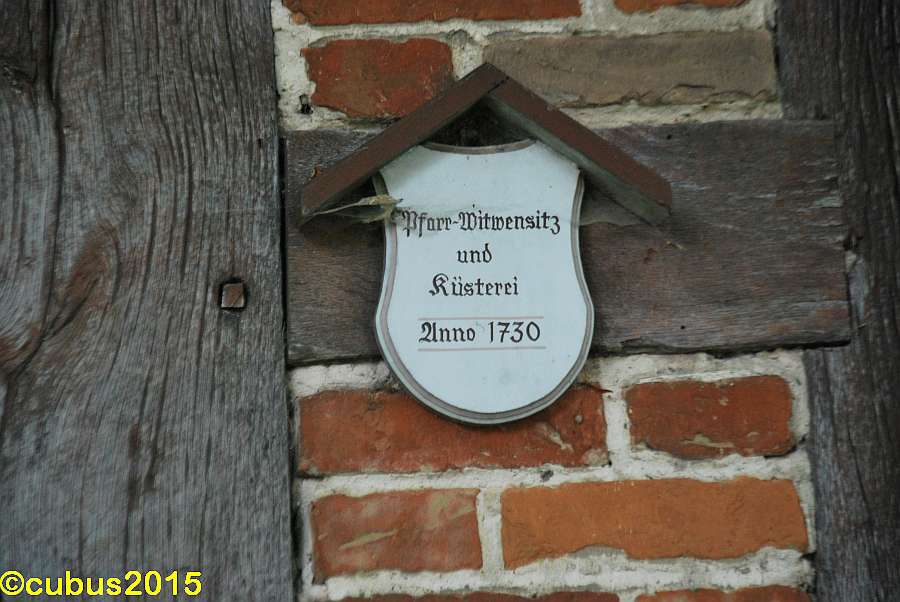 Pfarr-Witwensitz
und
Küsterei
Anno 1730
©cubus2015